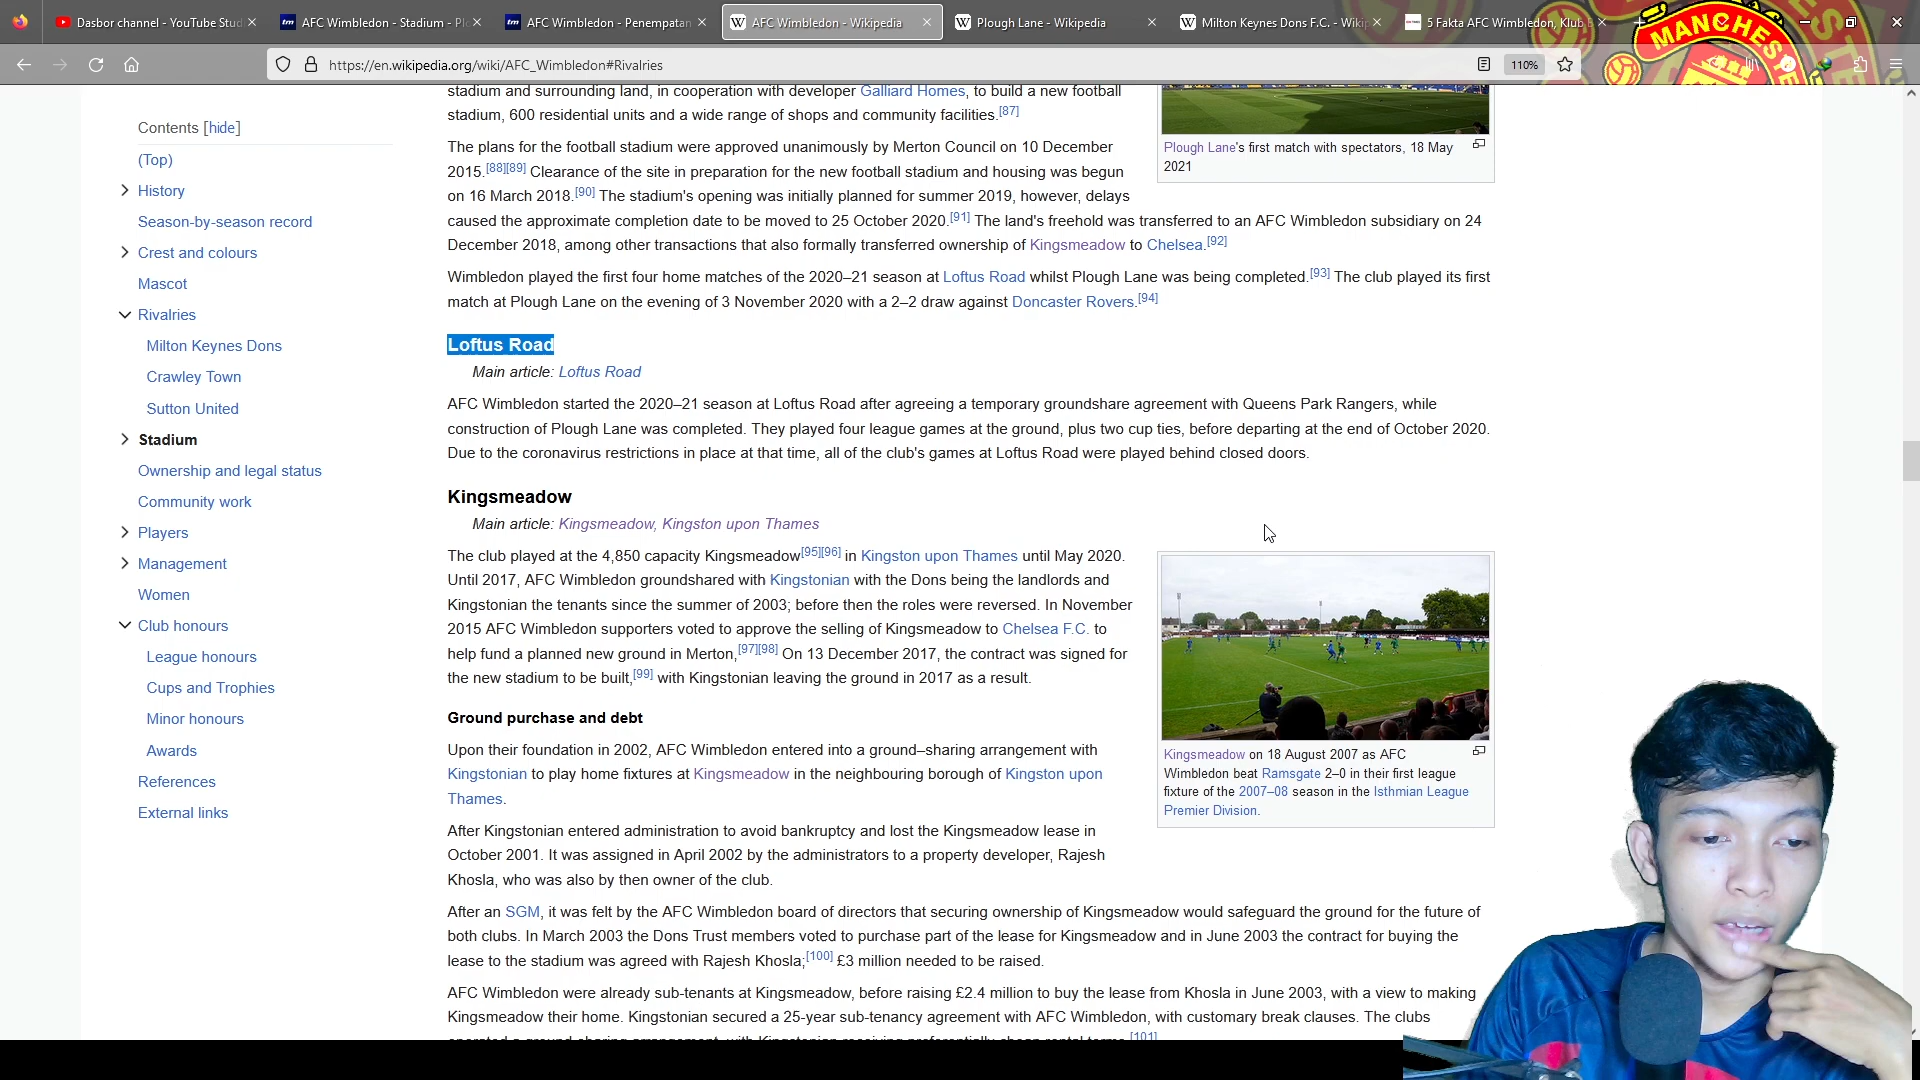 Dasbor channel - YouTube Stud
AFC Wimbledon - Stadium - Pl
AFC Wimbledon - Penempatan
AFC Wimbledon - Wikipedia
Plough Lane - Wikipedia
Milton Keynes Dons F.C. - Wikip
5 Fakta AFC Wimbledon, Klub
MANCHESTE
https://en.wikipedia.org/wiki/AFC_Wimbledon#Rivalries
110%
Contents [hide]
(Top)
History
Season-by-season record
Crest and colours
Mascot
Rivalries
Milton Keynes Dons
Crawley Town
Sutton United
Stadium
Ownership and legal status
Community work
Players
Management
Women
Club honours
League honours
Cups and Trophies
Minor honours
Awards
References
External links
stadium and surrounding land, in cooperation with developer Galliard Homes, to build a new football
stadium, 600 residential units and a wide range of shops and community facilities.[87]
The plans for the football stadium were approved unanimously by Merton Council on 10 December
2015.[88][89] Clearance of the site in preparation for the new football stadium and housing was begun
on 16 March 2018.[90] The stadium's opening was initially planned for summer 2019, however, delays
caused the approximate completion date to be moved to 25 October 2020.[91] The land's freehold was transferred to an AFC Wimbledon subsidiary on 24
December 2018, among other transactions that also formally transferred ownership of Kingsmeadow to Chelsea.[92]
Wimbledon played the first four home matches of the 2020–21 season at Loftus Road whilst Plough Lane was being completed.[93] The club played its first
match at Plough Lane on the evening of 3 November 2020 with a 2–2 draw against Doncaster Rovers.[94]
Plough Lane's first match with spectators, 18 May
2021
Loftus Road
Main article: Loftus Road
AFC Wimbledon started the 2020–21 season at Loftus Road after agreeing a temporary groundshare agreement with Queens Park Rangers, while
construction of Plough Lane was completed. They played four league games at the ground, plus two cup ties, before departing at the end of October 2020.
Due to the coronavirus restrictions in place at that time, all of the club's games at Loftus Road were played behind closed doors.
Kingsmeadow
Main article: Kingsmeadow, Kingston upon Thames
The club played at the 4,850 capacity Kingsmeadow[95][96] in Kingston upon Thames until May 2020.
Until 2017, AFC Wimbledon groundshared with Kingstonian with the Dons being the landlords and
Kingstonian the tenants since the summer of 2003; before then the roles were reversed. In November
2015 AFC Wimbledon supporters voted to approve the selling of Kingsmeadow to Chelsea F.C. to
help fund a planned new ground in Merton,[97][98] On 13 December 2017, the contract was signed for
the new stadium to be built,[99] with Kingstonian leaving the ground in 2017 as a result.
Kingsmeadow on 18 August 2007 as AFC
Wimbledon beat Ramsgate 2–0 in their first league
fixture of the 2007–08 season in the Isthmian League
Premier Division.
Ground purchase and debt
Upon their foundation in 2002, AFC Wimbledon entered into a ground–sharing arrangement with
Kingstonian to play home fixtures at Kingsmeadow in the neighbouring borough of Kingston upon
Thames.
After Kingstonian entered administration to avoid bankruptcy and lost the Kingsmeadow lease in
October 2001. It was assigned in April 2002 by the administrators to a property developer, Rajesh
Khosla, who was also by then owner of the club.
After an SGM, it was felt by the AFC Wimbledon board of directors that securing ownership of Kingsmeadow would safeguard the ground for the future of
both clubs. In March 2003 the Dons Trust members voted to purchase part of the lease for Kingsmeadow and in June 2003 the contract for buying the
lease to the stadium was agreed with Rajesh Khosla;[100] £3 million needed to be raised.
AFC Wimbledon were already sub-tenants at Kingsmeadow, before raising £2.4 million to buy the lease from Khosla in June 2003, with a view to making
Kingsmeadow their home. Kingstonian secured a 25-year sub-tenancy agreement with AFC Wimbledon, with customary break clauses. The clubs
operated a ground-sharing arrangement, with Kingstonian receiving preferentially cheap rental terms.[101]